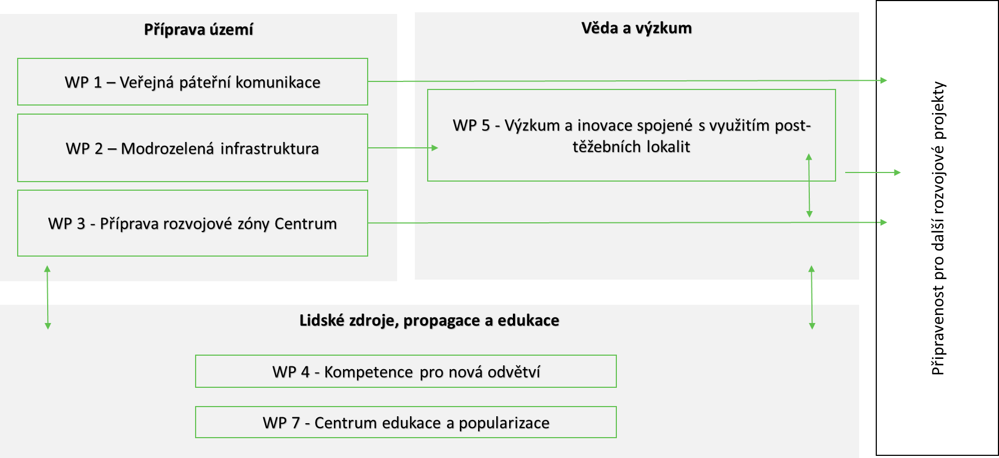 Příprava území
WP 1 – Veřejná páteřní komunikace
WP 2 – Modrozelená infrastruktura
WP 3 - Příprava rozvojové zóny Centrum
Věda a výzkum
WP 5 - Výzkum a inovace spojené s využitím post-
těžebních lokalit
Lidské zdroje, propagace a edukace
WP 4 - Kompetence pro nová odvětví
WP 7 - Centrum edukace a popularizace
Připravenost pro další rozvojové projekty